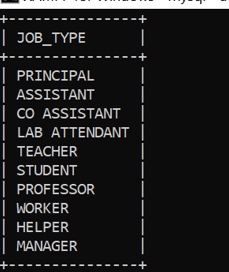 JOB_TYPE
PRINCIPAL
ASSISTANT
CO ASSISTANT
LAB ATTENDANT
TEACHER
STUDENT
PROFESSOR
WORKER
HELPER
MANAGER